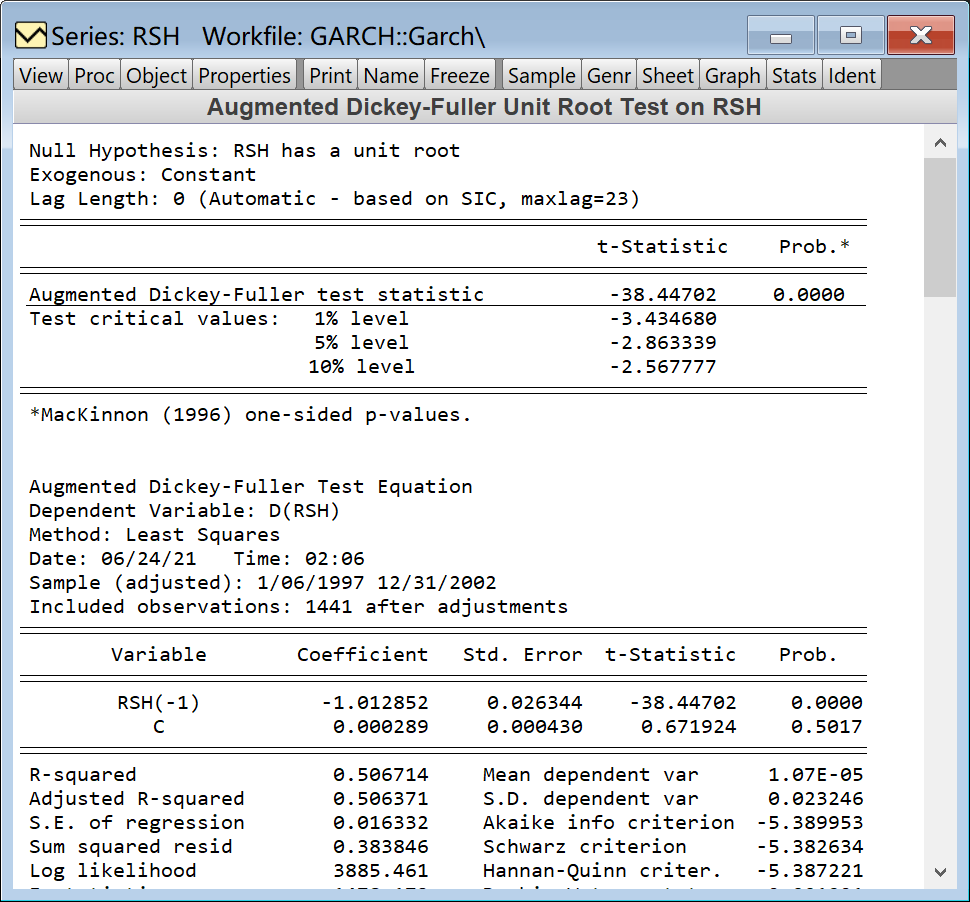 Series: RSH Workfile: GARCH::Garch\
View Proc Object Properties Print Name Freeze Sample Genr Sheet Graph Stats Ident
Augmented Dickey-Fuller Unit Root Test on RSH
Null Hypothesis: RSH has a unit root
Exogenous: Constant
Lag Length: 0 (Automatic - based on SIC, maxlag=23)
t-Statistic Prob.*
Augmented Dickey-Fuller test statistic -38.44702 0.0000
Test critical values: 1% level -3.434680
5% level -2.863339
10% level -2.567777
*MacKinnon (1996) one-sided p-values.
Augmented Dickey-Fuller Test Equation
Dependent Variable: D(RSH)
Method: Least Squares
Date: 06/24/21 Time: 02:06
Sample (adjusted): 1/06/1997 12/31/2002
Included observations: 1441 after adjustments
Variable Coefficient Std. Error t-Statistic Prob.
RSH(-1) -1.012852 0.026344 -38.44702 0.0000
C 0.000289 0.000430 0.671924 0.5017
R-squared 0.506714 Mean dependent var 1.07E-05
Adjusted R-squared 0.506371 S.D. dependent var 0.023246
S.E. of regression 0.016332 Akaike info criterion -5.389953
Sum squared resid 0.383846 Schwarz criterion -5.382634
Log likelihood 3885.461 Hannan-Quinn criter. -5.387221